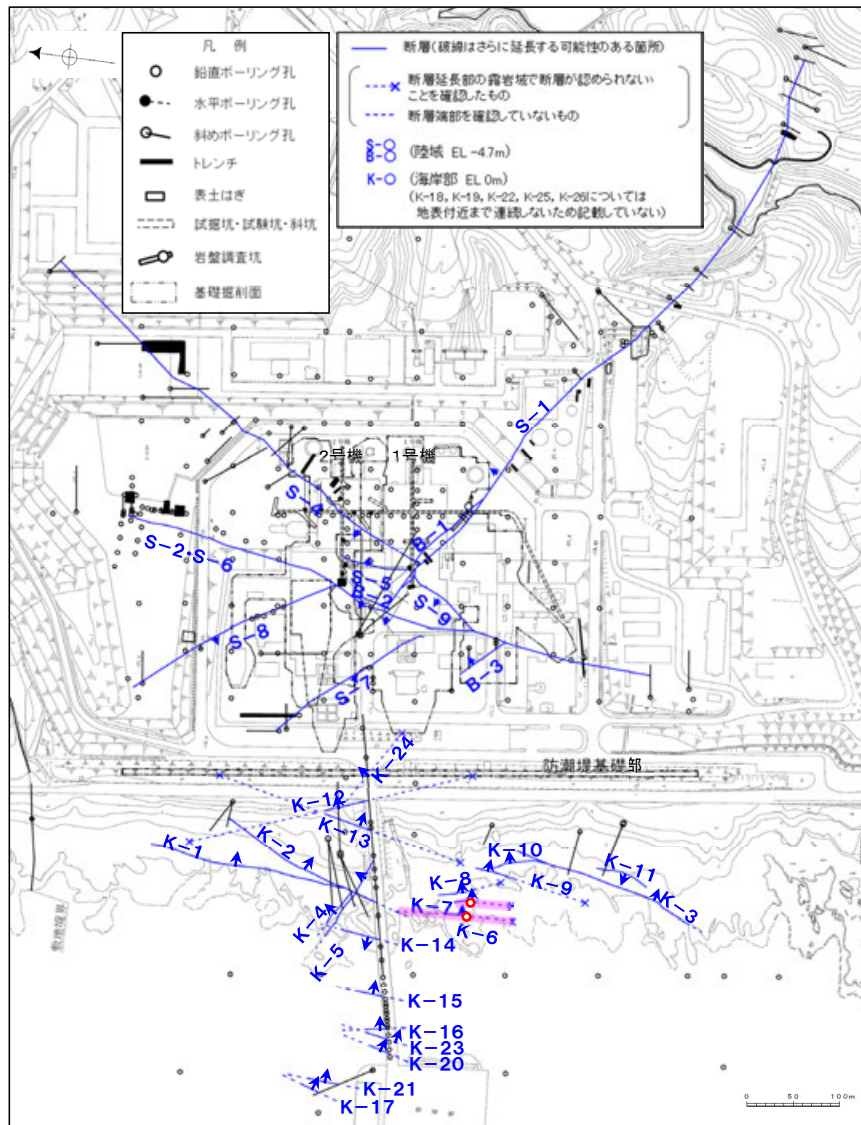 凡 例
鉛直ボーリング孔
水平ボーリング孔
斜めボーリング孔
トレンチ
表土はぎ
試掘坑・試験坑・斜坑
岩盤調査坑
基礎掘削面
断層(破線はさらに延長する可能性のある箇所)
断層延長部の露岩域で断層が認められない
ことを確認したもの
断層端部を確認していないもの
S-○
B-○
(陸域 EL -4.7m)
K-○
(海岸部 EL 0m)
(K-18, K-19, K-22, K-25, K-26については
地表付近まで連続しないため記載していない)
S-1
2号機
1号機
S-4
B-1
S-2・S-6
S-5
B-2
S-9
S-8
S-7
B-3
K-24
防潮堤基礎部
K-12
K-13
K-1
K-2
K-10
K-11
K-8
K-9
K-3
K-7
K-4
K-6
K-5
K-14
K-15
K-16
K-23
K-20
K-21
K-17
敷地境界
0 50 100m